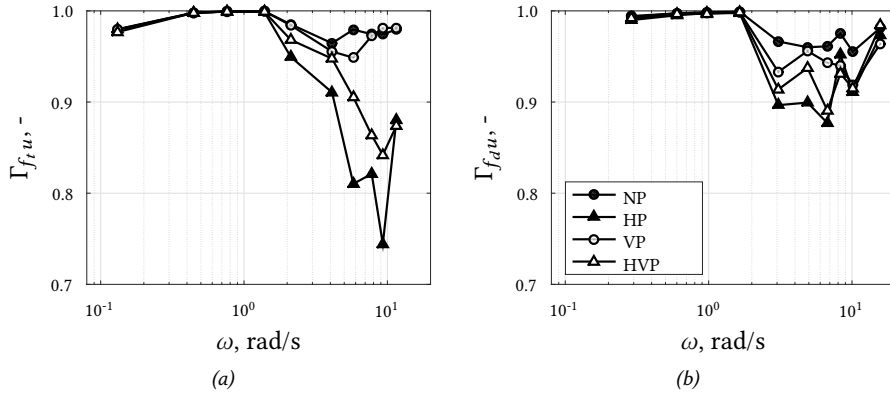 1.0
0.9
0.8
0.7
Γ_{f_t u}, -
10^{-1}
10^{0}
10^{1}
ω, rad/s
(a)
1.0
0.9
0.8
0.7
Γ_{f_d u}, -
NP
HP
VP
HVP
10^{-1}
10^{0}
10^{1}
ω, rad/s
(b)